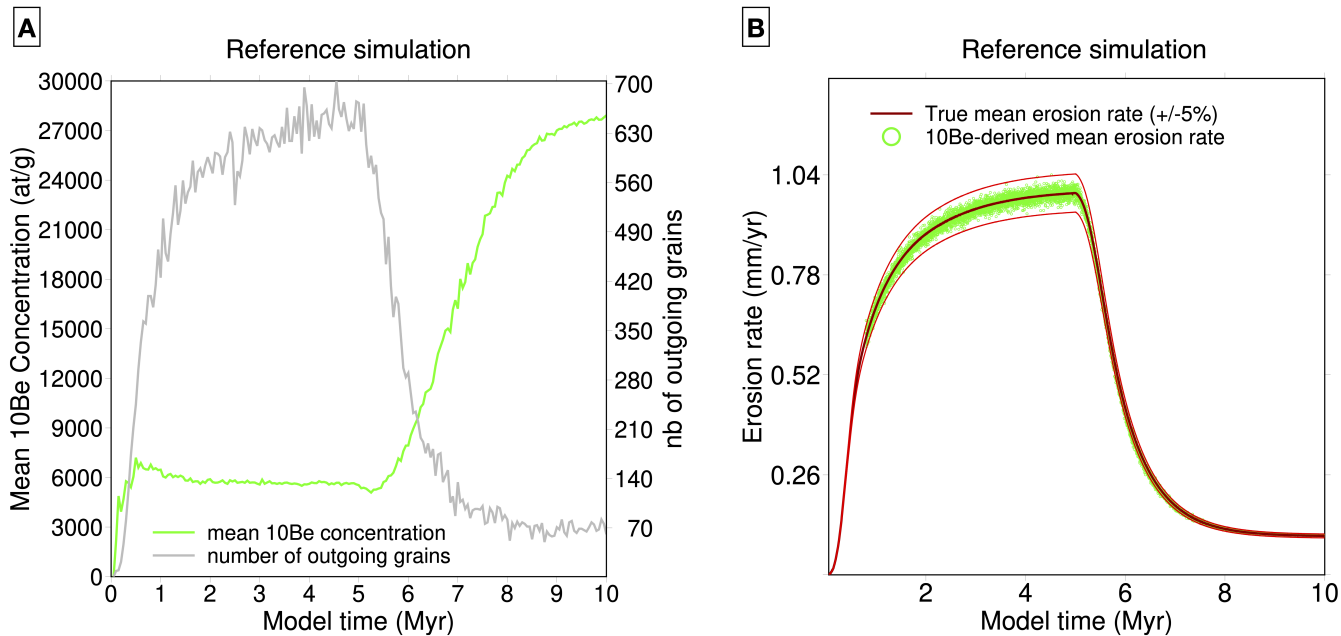 A
Reference simulation
30000
27000
24000
21000
18000
15000
12000
9000
6000
3000
0
Mean 10Be Concentration (at/g)
700
630
560
490
420
350
280
210
140
70
nb of outgoing grains
mean 10Be concentration
number of outgoing grains
0 1 2 3 4 5 6 7 8 9 10
Model time (Myr)
B
Reference simulation
True mean erosion rate (+/-5%)
10Be-derived mean erosion rate
1.04
0.78
0.52
0.26
Erosion rate (mm/yr)
2 4 6 8 10
Model time (Myr)